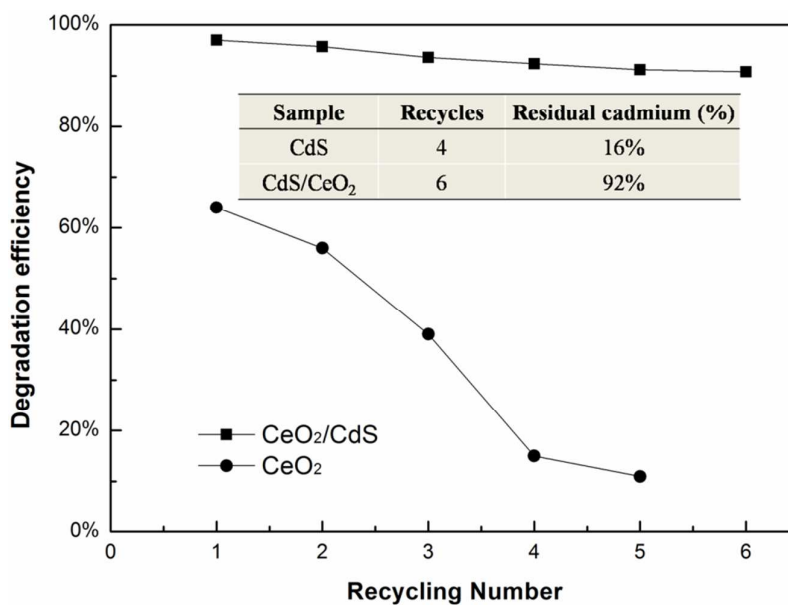 100%
80%
60%
40%
20%
0%
Degradation efficiency
Sample Recycles Residual cadmium (%)
CdS 4 16%
CdS/CeO₂ 6 92%
CeO₂/CdS
CeO₂
0 1 2 3 4 5 6
Recycling Number